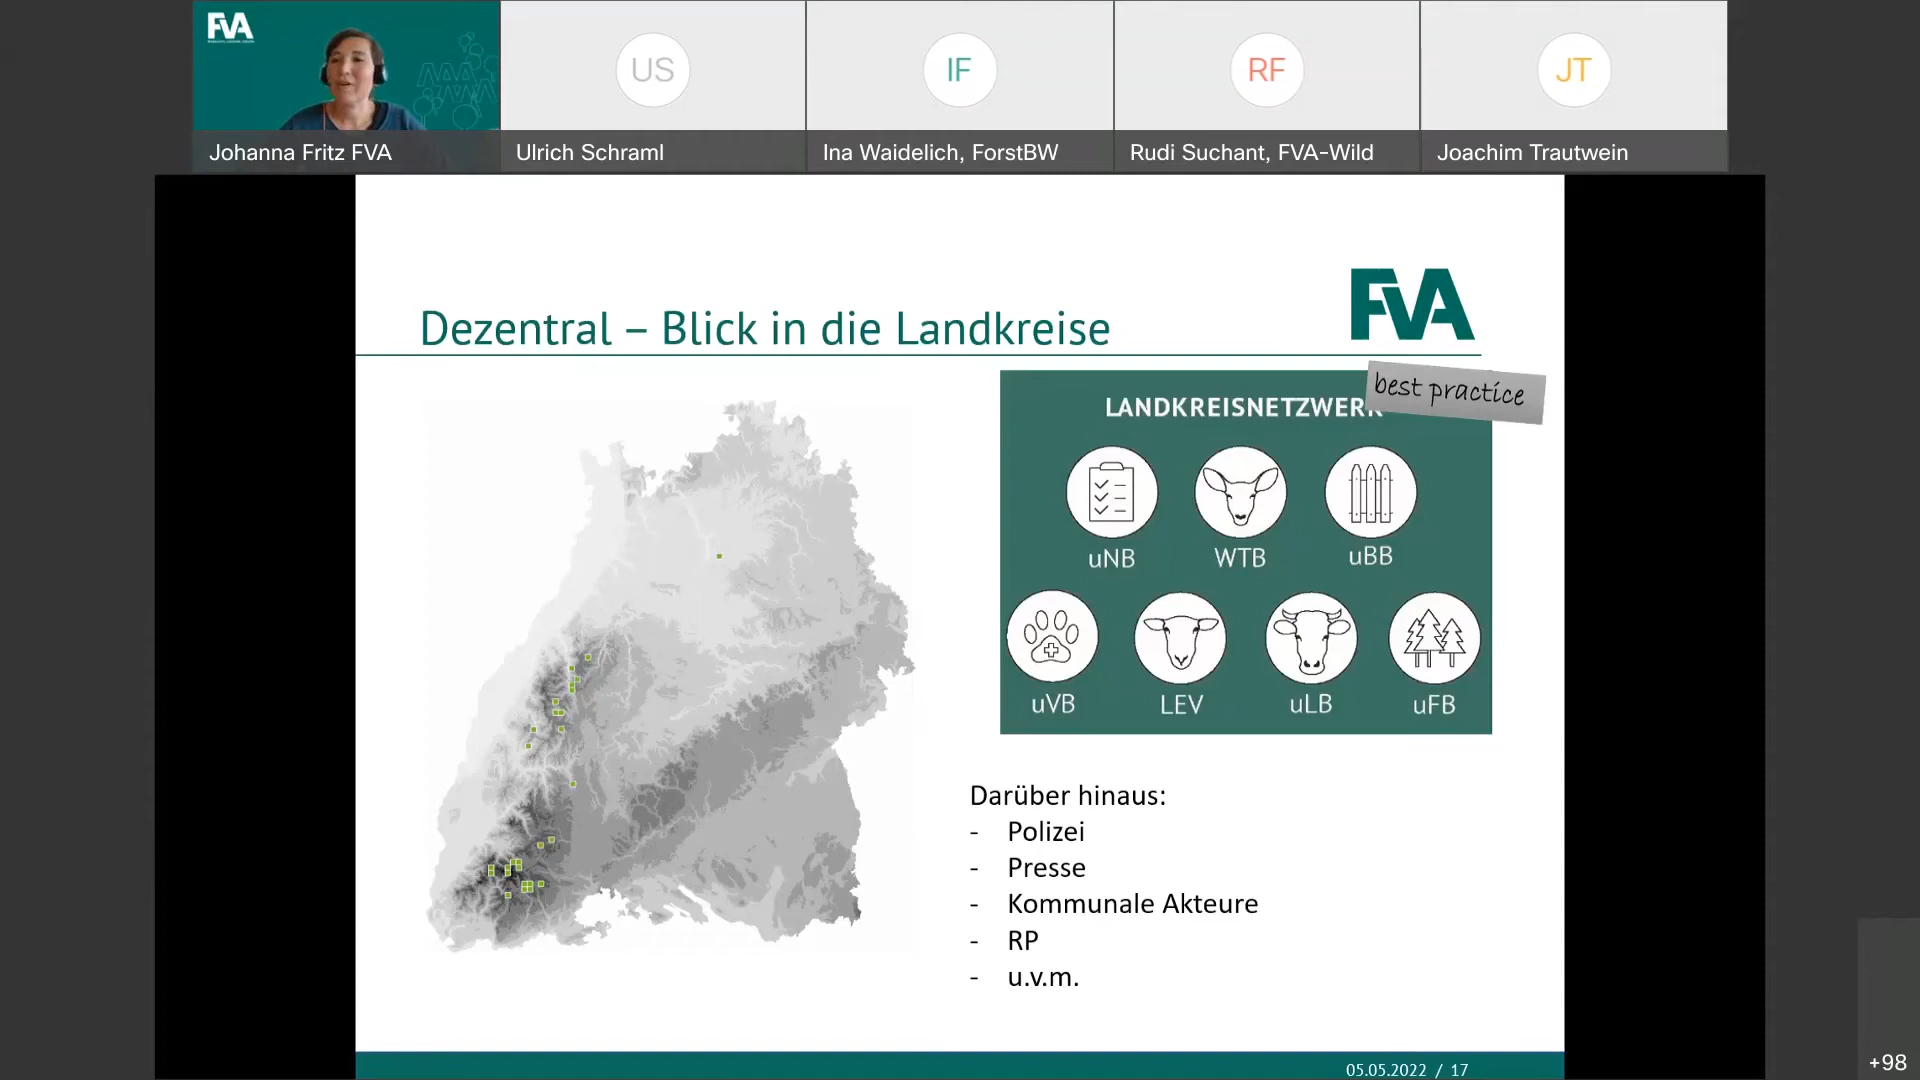 FVA
US
IF
RF
JT
Johanna Fritz FVA
Ulrich Schraml
Ina Waidelich, ForstBW
Rudi Suchant, FVA-Wild
Joachim Trautwein
FVA
Dezentral – Blick in die Landkreise
best practice
LANDKREISNETZWERK
uNB
WTB
uBB
uVB
LEV
uLB
uFB
Darüber hinaus:
- Polizei
- Presse
- Kommunale Akteure
- RP
- u.v.m.
05.05.2022 / 17
+98